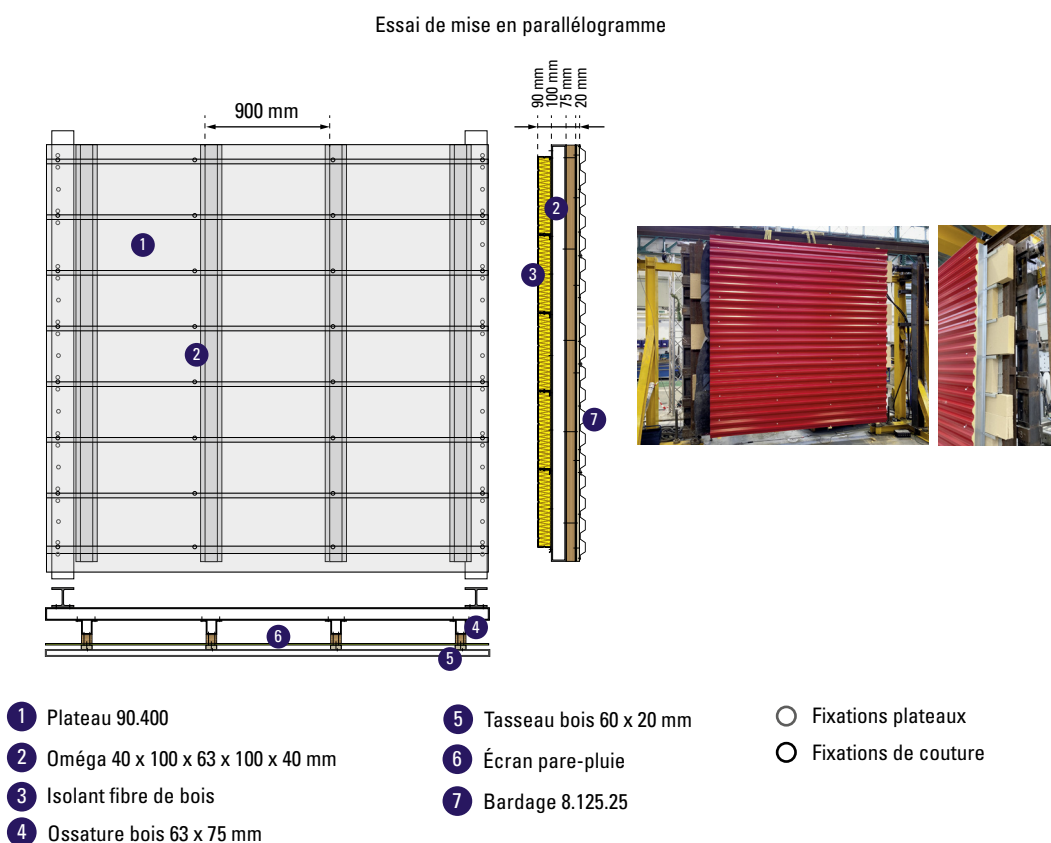 Essai de mise en parallélogramme
900 mm
90 mm
100 mm
75 mm
20 mm
1
2
3
2
7
6
4
5
1 Plateau 90.400
2 Oméga 40 x 100 x 63 x 100 x 40 mm
3 Isolant fibre de bois
4 Ossature bois 63 x 75 mm
5 Tasseau bois 60 x 20 mm
6 Écran pare-pluie
7 Bardage 8.125.25
Fixations plateaux
Fixations de couture